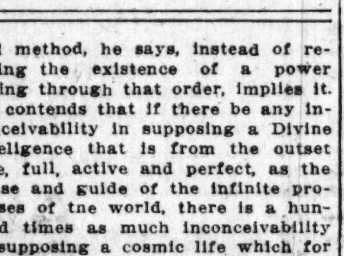 l method, he says, instead of re-
ing the existence of a power
ing through that order, implies it.
contends that if there be any in-
ceivability in supposing a Divine
eligence that is from the outset
e, full, active and perfect, as the
se and guide of the infinite pro-
ses of tne world, there is a hun-
d times as much inconceivability
supposing a cosmic life which for